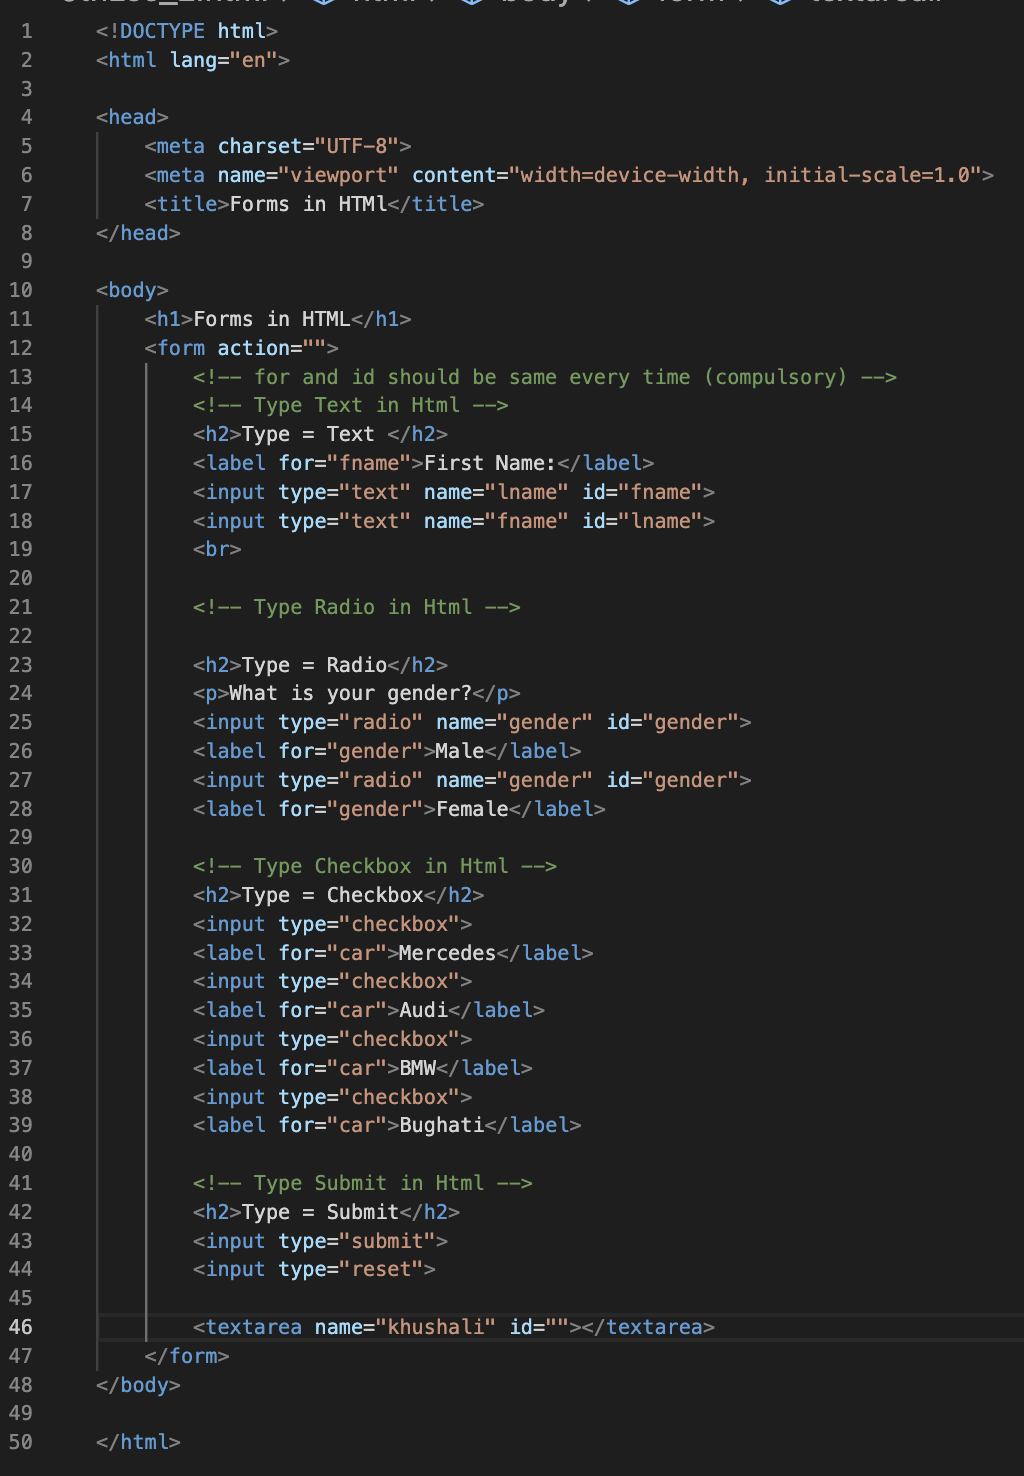 1 <!DOCTYPE html>
2 <html lang="en">
3
4 <head>
5     <meta charset="UTF-8">
6     <meta name="viewport" content="width=device-width, initial-scale=1.0">
7     <title>Forms in HTMl</title>
8 </head>
9
10 <body>
11     <h1>Forms in HTML</h1>
12     <form action="">
13         <!-- for and id should be same every time (compulsory) -->
14         <!-- Type Text in Html -->
15         <h2>Type = Text </h2>
16         <label for="fname">First Name:</label>
17         <input type="text" name="lname" id="fname">
18         <input type="text" name="fname" id="lname">
19         <br>
20
21         <!-- Type Radio in Html -->
22
23         <h2>Type = Radio</h2>
24         <p>What is your gender?</p>
25         <input type="radio" name="gender" id="gender">
26         <label for="gender">Male</label>
27         <input type="radio" name="gender" id="gender">
28         <label for="gender">Female</label>
29
30         <!-- Type Checkbox in Html -->
31         <h2>Type = Checkbox</h2>
32         <input type="checkbox">
33         <label for="car">Mercedes</label>
34         <input type="checkbox">
35         <label for="car">Audi</label>
36         <input type="checkbox">
37         <label for="car">BMW</label>
38         <input type="checkbox">
39         <label for="car">Bughati</label>
40
41         <!-- Type Submit in Html -->
42         <h2>Type = Submit</h2>
43         <input type="submit">
44         <input type="reset">
45
46         <textarea name="khushali" id=""></textarea>
47     </form>
48 </body>
49
50 </html>